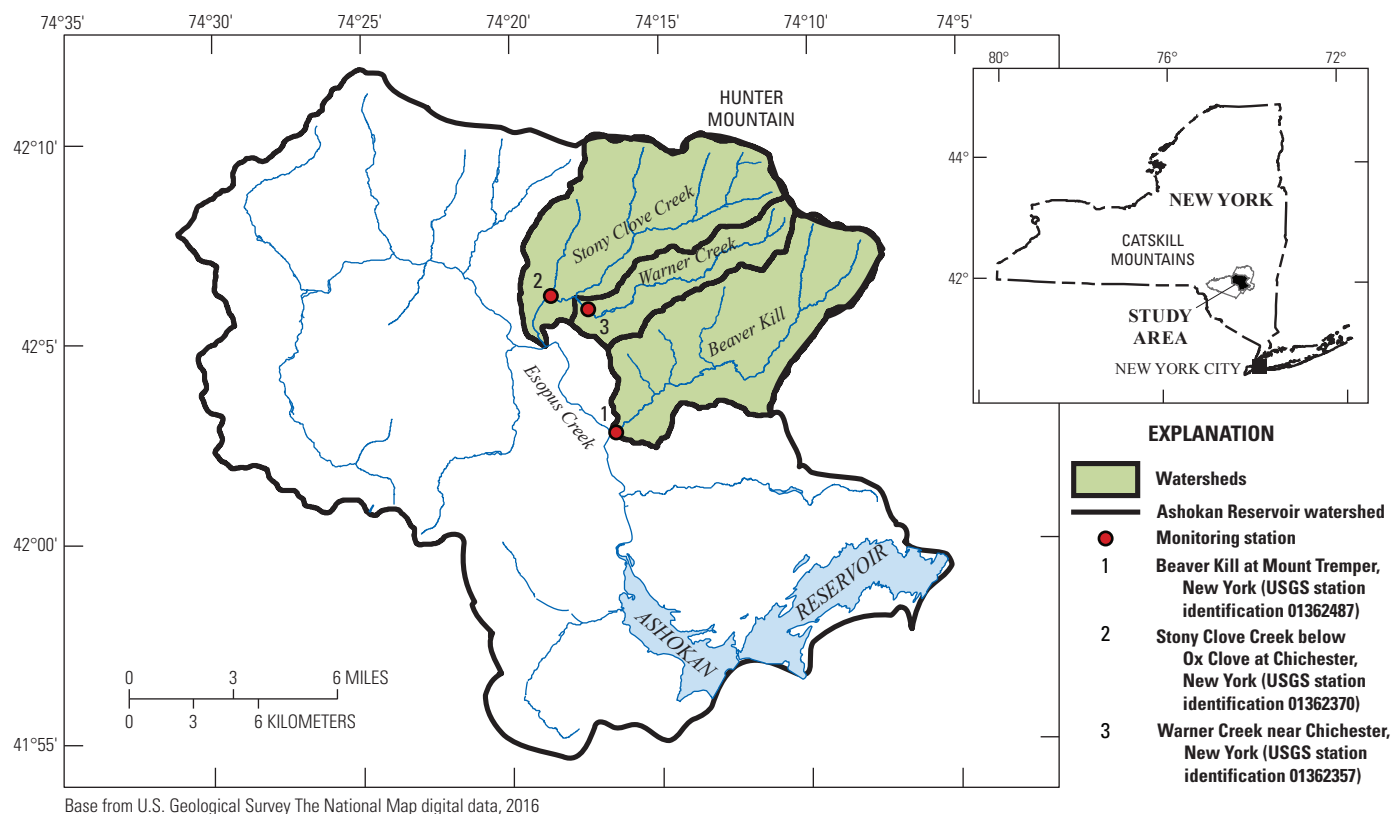 74°35'
74°30'
74°25'
74°20'
74°15'
74°10'
74°5'
42°10'
42°5'
42°00'
41°55'
HUNTER
MOUNTAIN
Stony Clove Creek
Warner Creek
Beaver Kill
2
3
1
Esopus Creek
ASHOKAN
RESERVOIR
0 3 6 MILES
0 3 6 KILOMETERS
Base from U.S. Geological Survey The National Map digital data, 2016
80°
76°
72°
44°
42°
NEW YORK
CATSKILL
MOUNTAINS
STUDY
AREA
NEW YORK CITY
EXPLANATION
Watersheds
Ashokan Reservoir watershed
Monitoring station
1 Beaver Kill at Mount Tremper,
New York (USGS station
identification 01362487)
2 Stony Clove Creek below
Ox Clove at Chichester,
New York (USGS station
identification 01362370)
3 Warner Creek near Chichester,
New York (USGS station
identification 01362357)